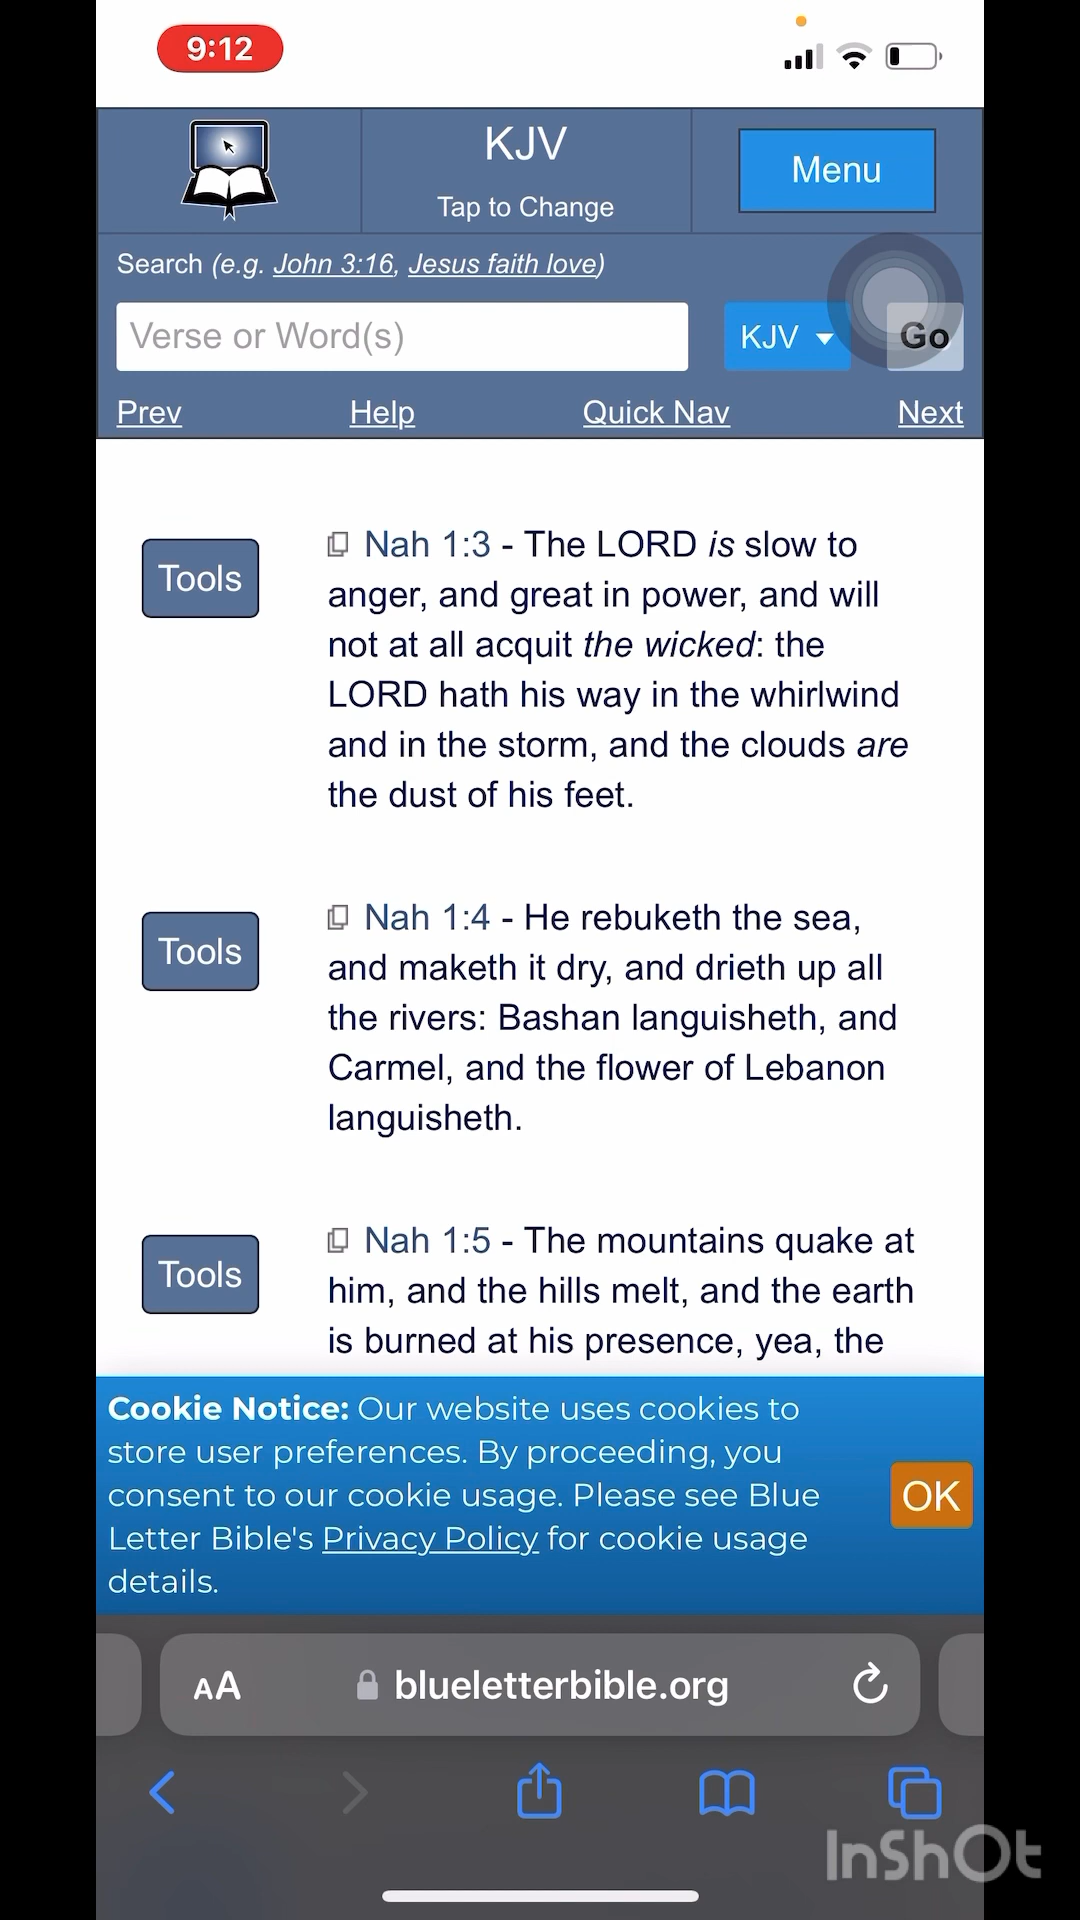 9:12
KJV
Tap to Change
Menu
Search (e.g. John 3:16, Jesus faith love)
Verse or Word(s)
KJV
Go
Prev
Help
Quick Nav
Next
Tools
Nah 1:3 - The LORD is slow to
anger, and great in power, and will
not at all acquit the wicked: the
LORD hath his way in the whirlwind
and in the storm, and the clouds are
the dust of his feet.
Tools
Nah 1:4 - He rebuketh the sea,
and maketh it dry, and drieth up all
the rivers: Bashan languisheth, and
Carmel, and the flower of Lebanon
languisheth.
Tools
Nah 1:5 - The mountains quake at
him, and the hills melt, and the earth
is burned at his presence, yea, the
Cookie Notice: Our website uses cookies to
store user preferences. By proceeding, you
consent to our cookie usage. Please see Blue
Letter Bible's Privacy Policy for cookie usage
details.
OK
AA
blueletterbible.org
InShOt